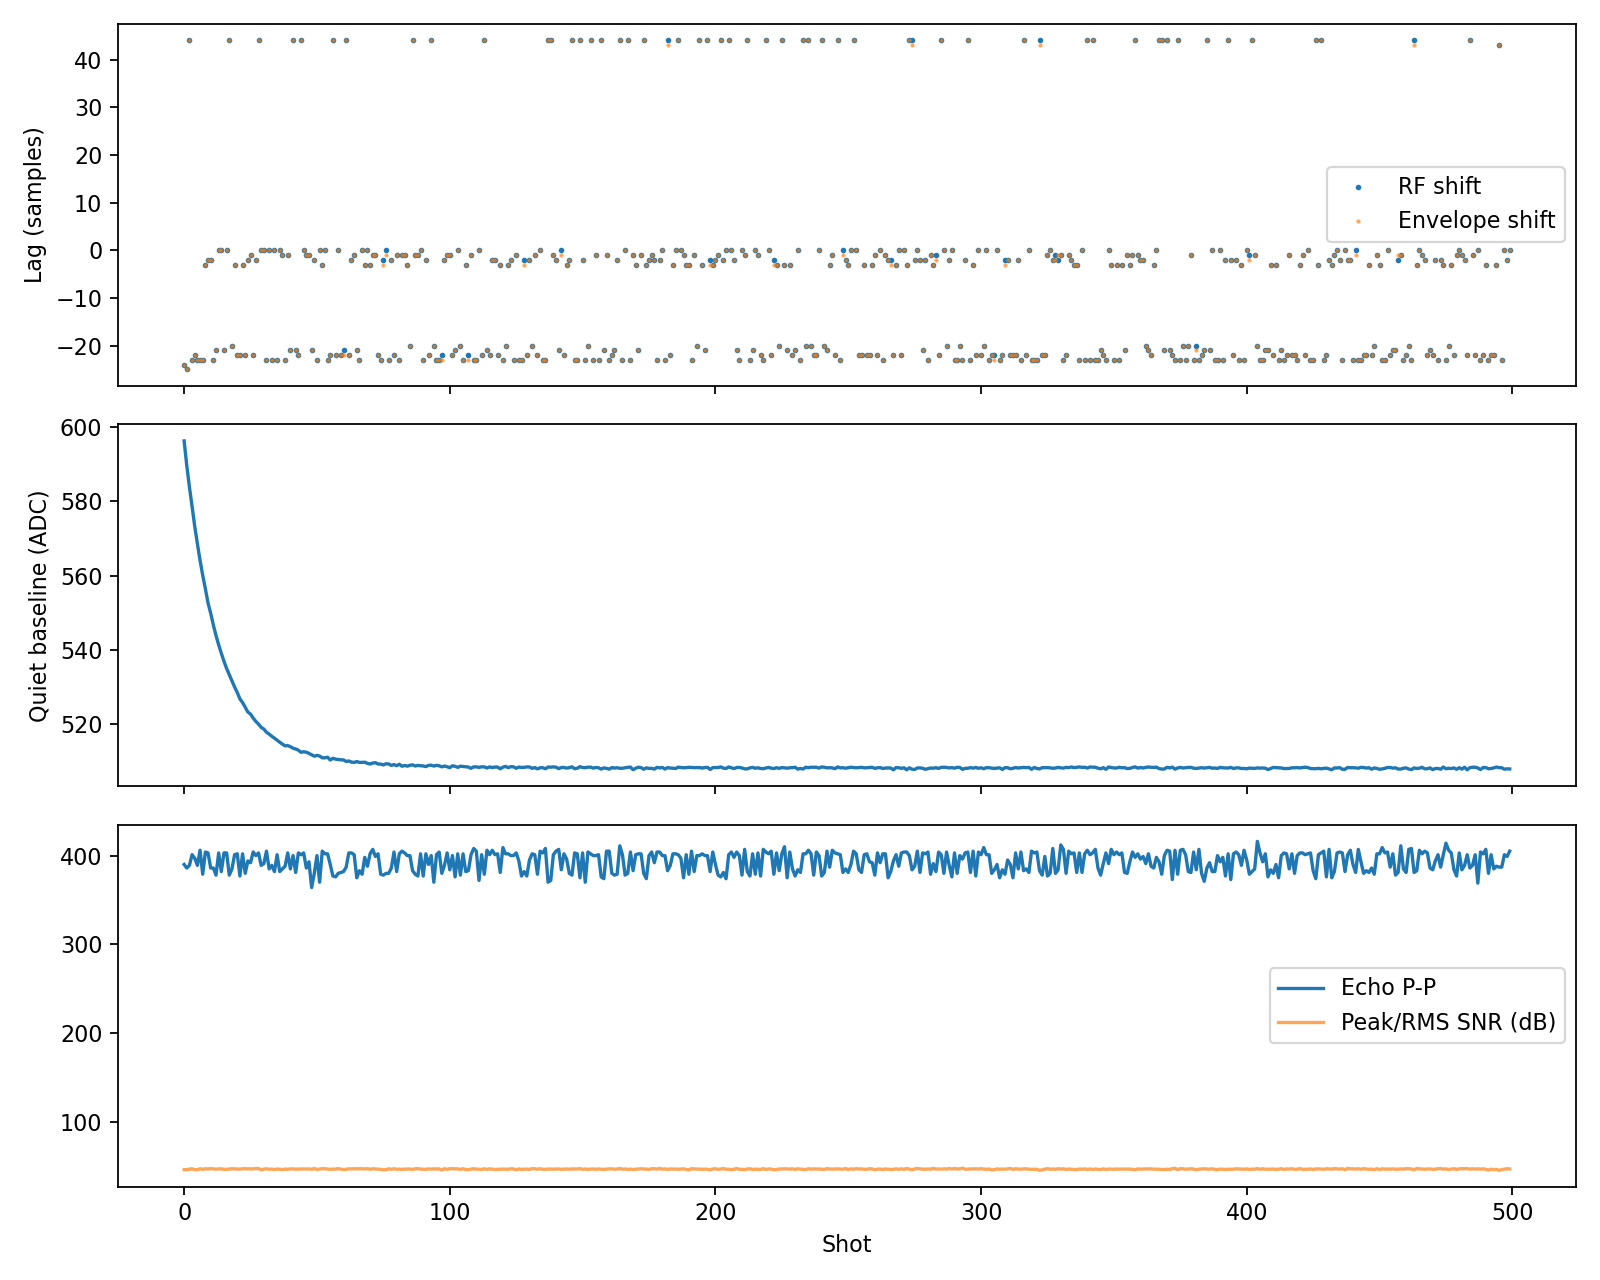 40
30
20
10
0
−10
−20
Lag (samples)
RF shift
Envelope shift
600
580
560
540
520
Quiet baseline (ADC)
400
300
200
100
Echo P-P
Peak/RMS SNR (dB)
0 100 200 300 400 500
Shot